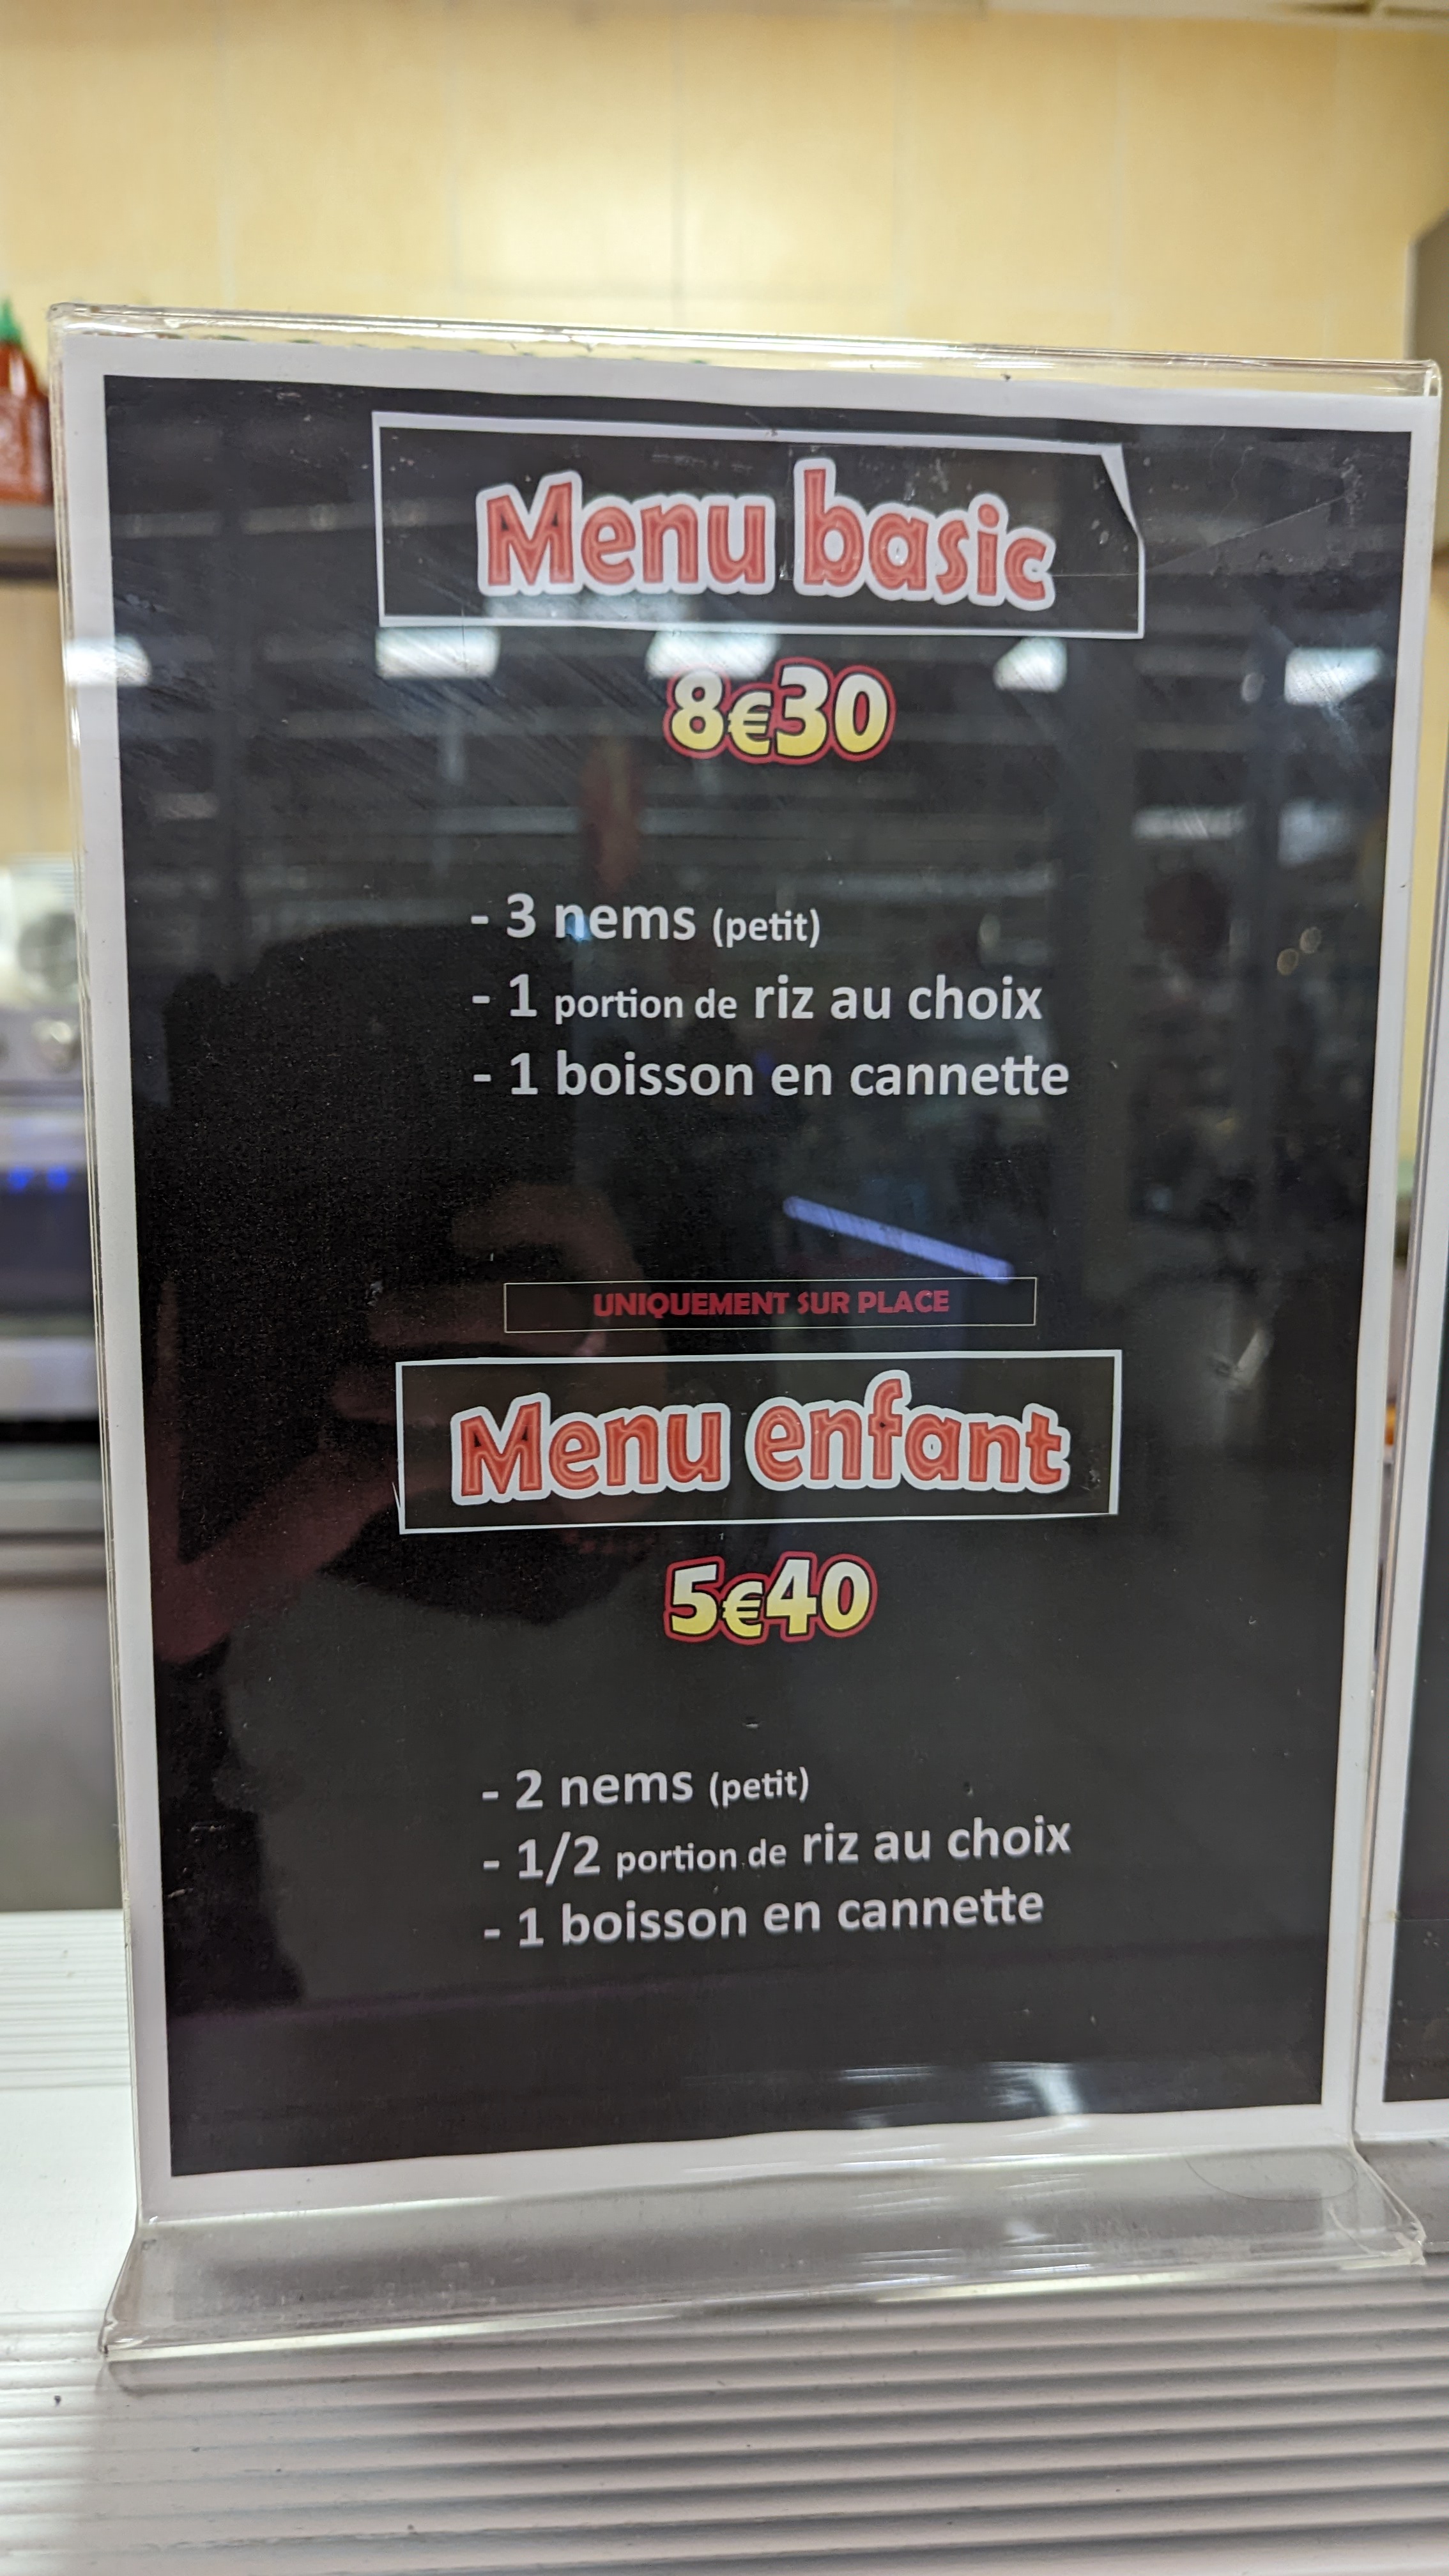 Menu basic
8€30
- 3 nems (petit)
- 1 portion de riz au choix
- 1 boisson en cannette
UNIQUEMENT SUR PLACE
Menu enfant
5€40
- 2 nems (petit)
- 1/2 portion de riz au choix
- 1 boisson en cannette